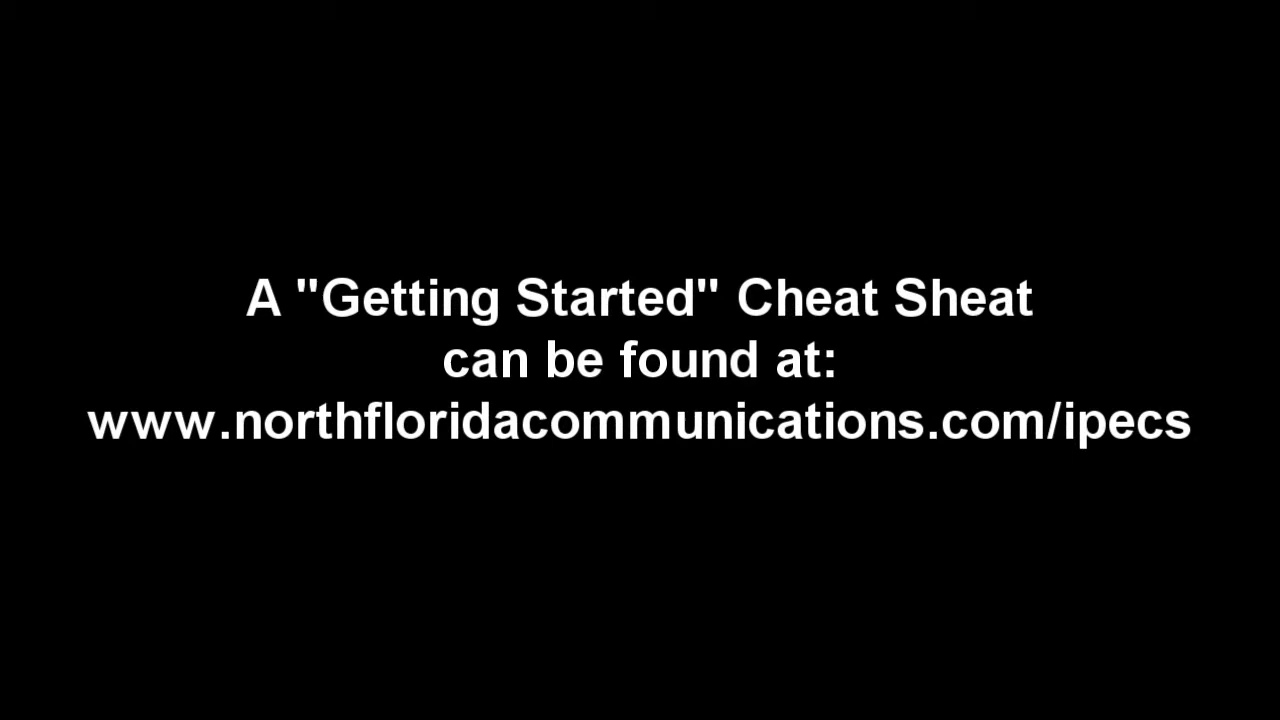 A "Getting Started" Cheat Sheat
can be found at:
www.northfloridacommunications.com/ipecs